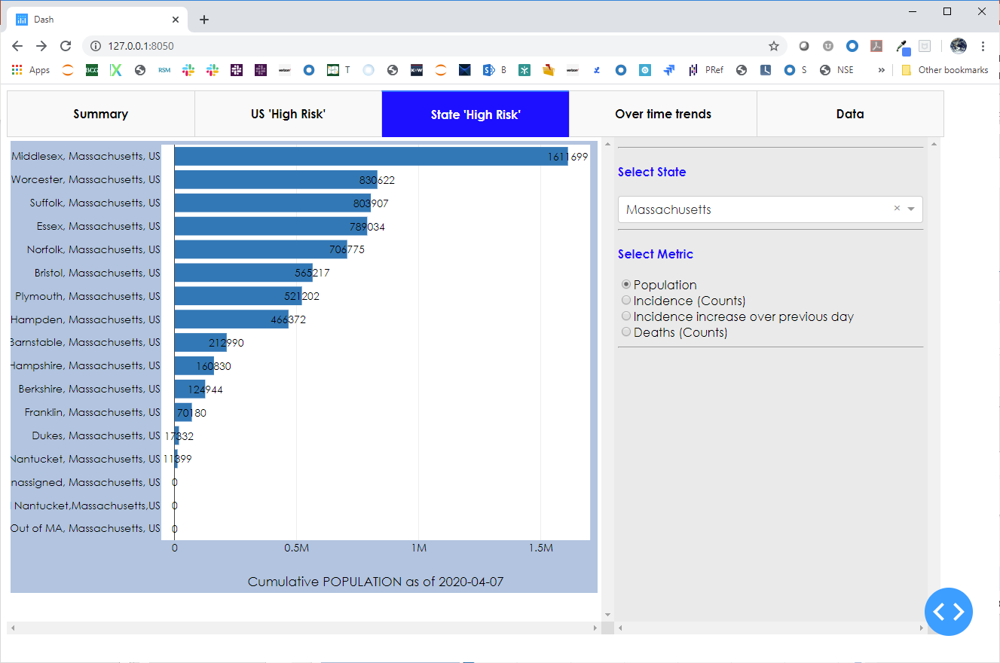 Dash
127.0.0.1:8050
Apps BCG RSM verizon T K&W B verizon PRef S NSE » Other bookmarks
Summary US 'High Risk' State 'High Risk' Over time trends Data
Middlesex, Massachusetts, US 1611699
Worcester, Massachusetts, US 830622
Suffolk, Massachusetts, US 803907
Essex, Massachusetts, US 789034
Norfolk, Massachusetts, US 706775
Bristol, Massachusetts, US 565217
Plymouth, Massachusetts, US 521202
Hampden, Massachusetts, US 466372
Barnstable, Massachusetts, US 212990
Hampshire, Massachusetts, US 160830
Berkshire, Massachusetts, US 124944
Franklin, Massachusetts, US 70180
Dukes, Massachusetts, US 17332
Nantucket, Massachusetts, US 11399
nassigned, Massachusetts, US 0
Nantucket,Massachusetts,US 0
Out of MA, Massachusetts, US 0
0 0.5M 1M 1.5M
Cumulative POPULATION as of 2020-04-07
Select State
Massachusetts
Select Metric
Population
Incidence (Counts)
Incidence increase over previous day
Deaths (Counts)